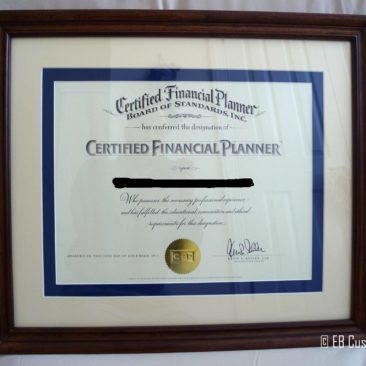 Certified Financial Planner
BOARD OF STANDARDS, INC.
has conferred the designation of
CERTIFIED FINANCIAL PLANNER
upon
Who possesses the necessary professional experience
and has fulfilled the educational, examination and ethical
requirements for this designation.
CFP
© EB Cus